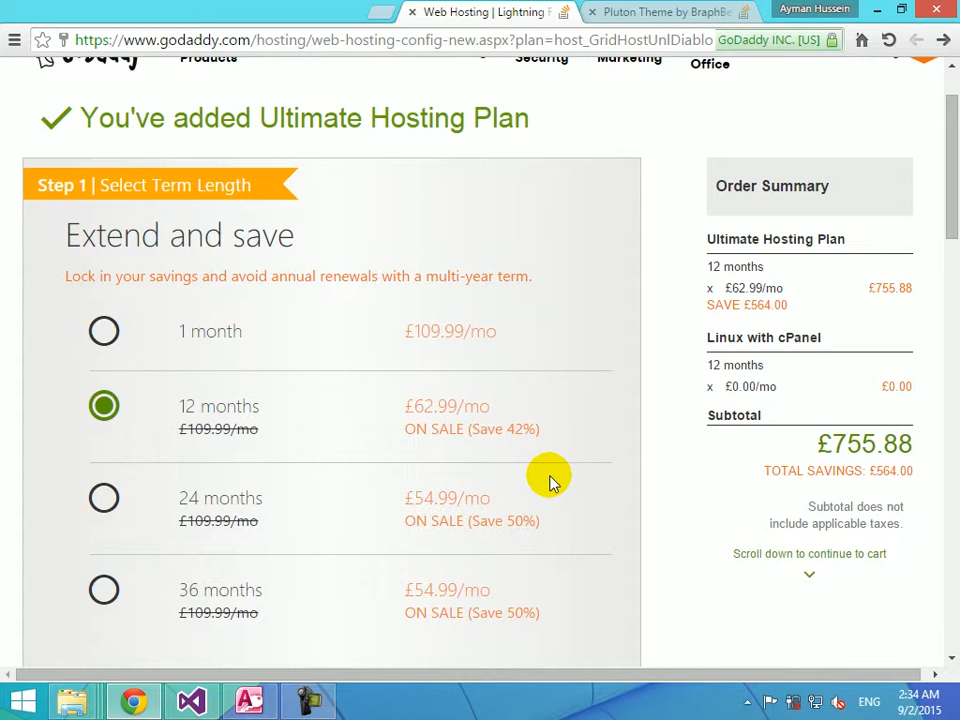 Web Hosting | Lightning F
Pluton Theme by BraphBe
Ayman Hussein
https://www.godaddy.com/hosting/web-hosting-config-new.aspx?plan=host_GridHostUnlDiablo
GoDaddy INC. [US]
GoDaddy
Products
Security
Marketing
Office
You've added Ultimate Hosting Plan
Step 1 | Select Term Length
Extend and save
Lock in your savings and avoid annual renewals with a multi-year term.
1 month £109.99/mo
12 months £62.99/mo
£109.99/mo ON SALE (Save 42%)
24 months £54.99/mo
£109.99/mo ON SALE (Save 50%)
36 months £54.99/mo
£109.99/mo ON SALE (Save 50%)
Order Summary
Ultimate Hosting Plan
12 months
x £62.99/mo £755.88
SAVE £564.00
Linux with cPanel
12 months
x £0.00/mo £0.00
Subtotal
£755.88
TOTAL SAVINGS: £564.00
Subtotal does not
include applicable taxes.
Scroll down to continue to cart
ENG
2:34 AM
9/2/2015